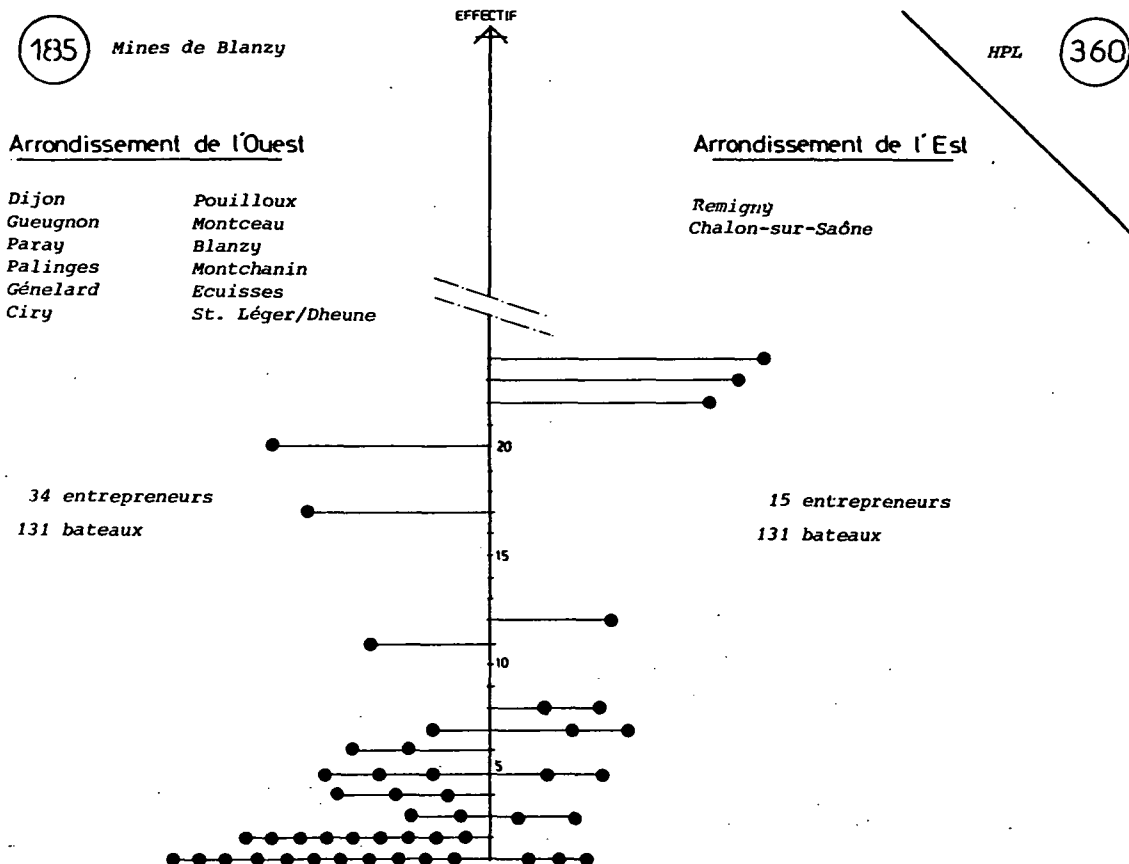 EFFECTIF
185 Mines de Blanzy
HPL 360
Arrondissement de l'Ouest
Arrondissement de l'Est
Dijon Pouilloux
Gueugnon Montceau
Paray Blanzy
Palinges Montchanin
Génelard Ecuisses
Ciry St. Léger/Dheune
Remigny
Chalon-sur-Saône
20
34 entrepreneurs
131 bateaux
15 entrepreneurs
131 bateaux
15
10
5